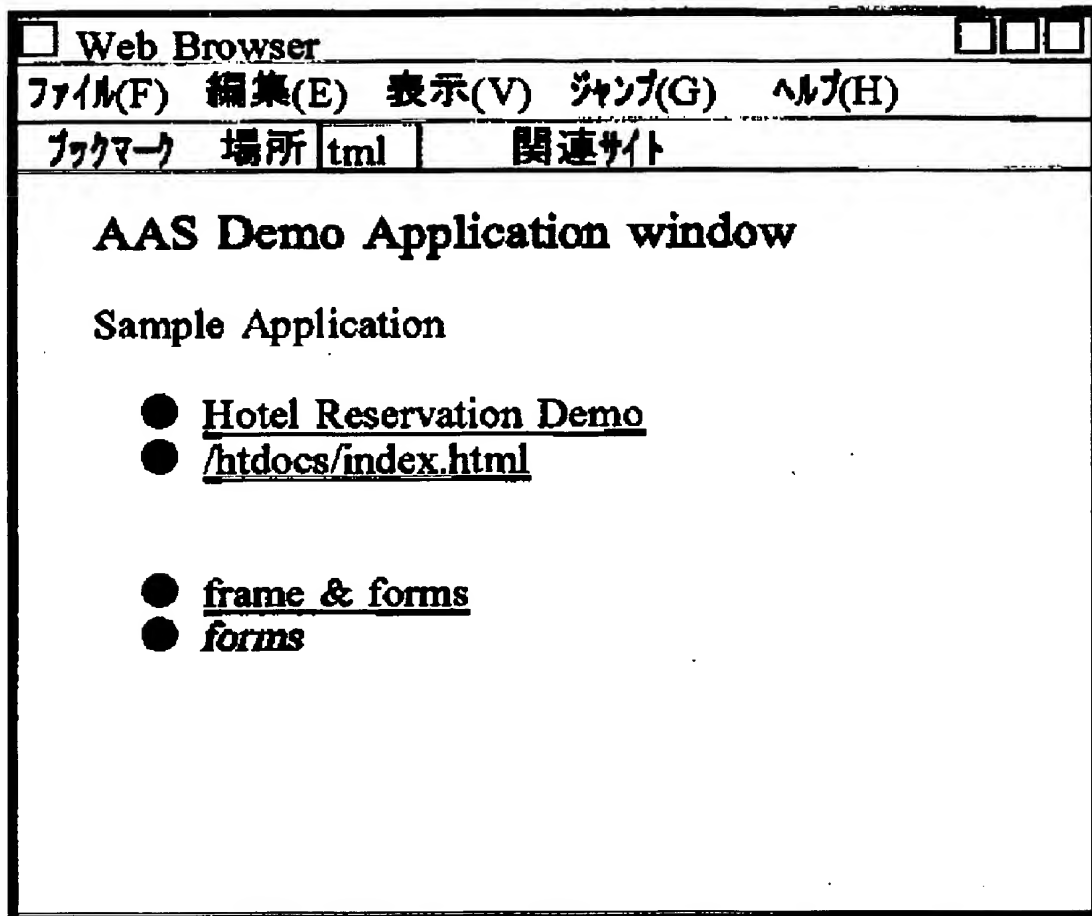 Web Browser
ファイル(F) 編集(E) 表示(V) ジャンプ(G) ヘルプ(H)
ブックマーク 場所 tml 関連サイト
AAS Demo Application window
Sample Application
● Hotel Reservation Demo
● /htdocs/index.html
● frame & forms
● forms